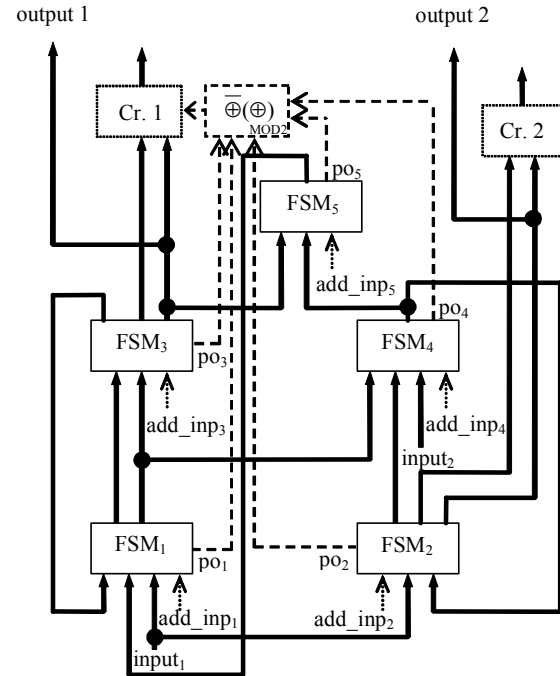 output 1
output 2
Cr. 1
⊕̅(⊕)
MOD2
Cr. 2
po₅
FSM₅
add_inp₅
po₄
FSM₃
FSM₄
po₃
add_inp₃
add_inp₄
input₂
FSM₁
FSM₂
po₁
po₂
add_inp₁
add_inp₂
input₁